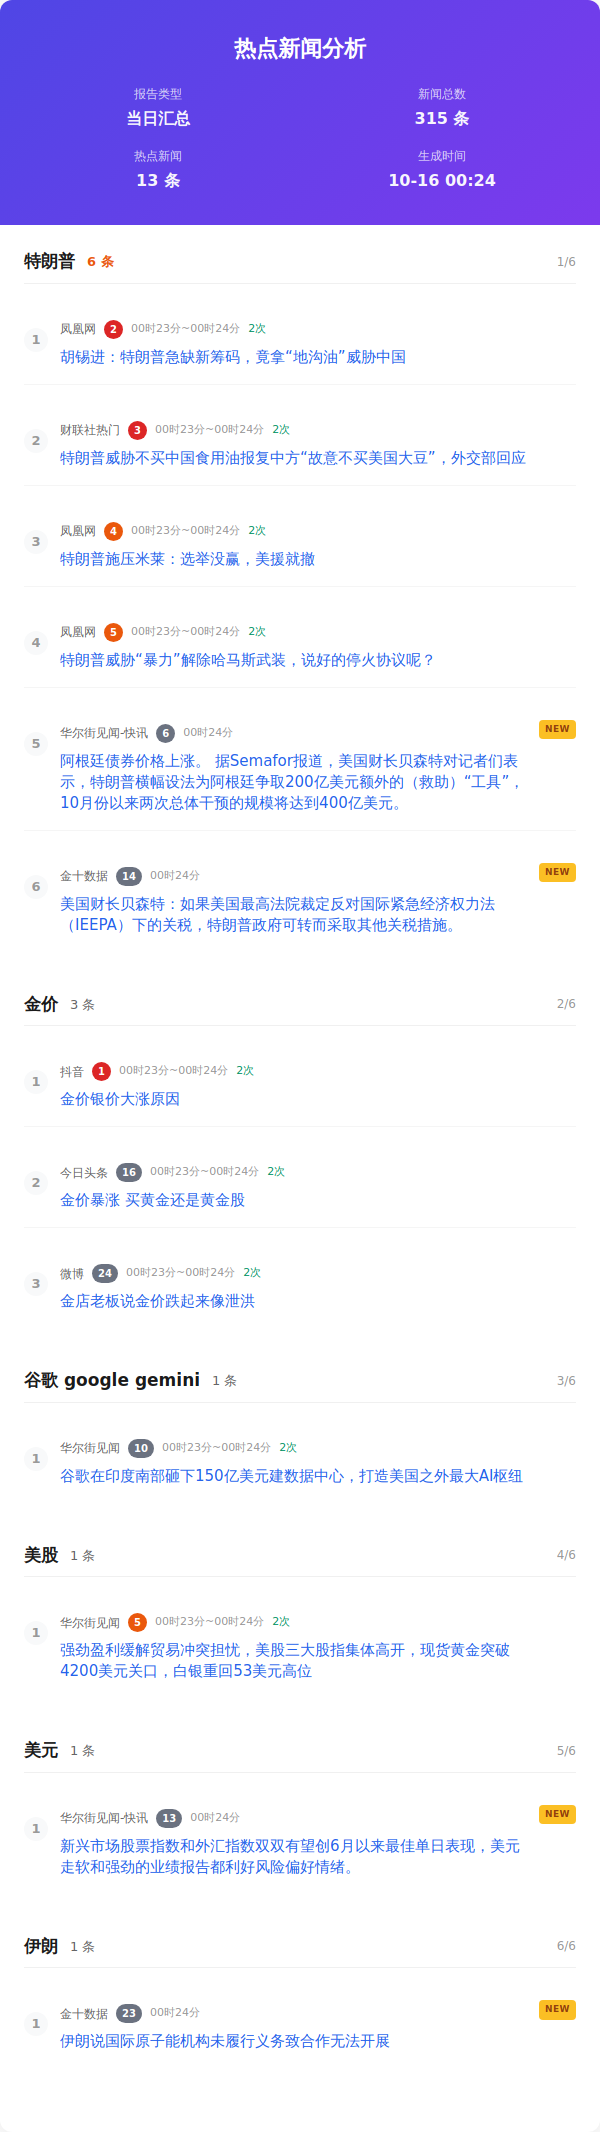 热点新闻分析
报告类型
新闻总数
当日汇总
315 条
热点新闻
生成时间
13 条
10-16 00:24
特朗普 6 条 1/6
1
凤凰网 2 00时23分~00时24分 2次
胡锡进：特朗普急缺新筹码，竟拿“地沟油”威胁中国
2
财联社热门 3 00时23分~00时24分 2次
特朗普威胁不买中国食用油报复中方“故意不买美国大豆”，外交部回应
3
凤凰网 4 00时23分~00时24分 2次
特朗普施压米莱：选举没赢，美援就撤
4
凤凰网 5 00时23分~00时24分 2次
特朗普威胁“暴力”解除哈马斯武装，说好的停火协议呢？
5
华尔街见闻-快讯 6 00时24分 NEW
阿根廷债券价格上涨。 据Semafor报道，美国财长贝森特对记者们表
示，特朗普横幅设法为阿根廷争取200亿美元额外的（救助）“工具”，
10月份以来两次总体干预的规模将达到400亿美元。
6
金十数据 14 00时24分 NEW
美国财长贝森特：如果美国最高法院裁定反对国际紧急经济权力法
（IEEPA）下的关税，特朗普政府可转而采取其他关税措施。
金价 3 条 2/6
1
抖音 1 00时23分~00时24分 2次
金价银价大涨原因
2
今日头条 16 00时23分~00时24分 2次
金价暴涨 买黄金还是黄金股
3
微博 24 00时23分~00时24分 2次
金店老板说金价跌起来像泄洪
谷歌 google gemini 1 条 3/6
1
华尔街见闻 10 00时23分~00时24分 2次
谷歌在印度南部砸下150亿美元建数据中心，打造美国之外最大AI枢纽
美股 1 条 4/6
1
华尔街见闻 5 00时23分~00时24分 2次
强劲盈利缓解贸易冲突担忧，美股三大股指集体高开，现货黄金突破
4200美元关口，白银重回53美元高位
美元 1 条 5/6
1
华尔街见闻-快讯 13 00时24分 NEW
新兴市场股票指数和外汇指数双双有望创6月以来最佳单日表现，美元
走软和强劲的业绩报告都利好风险偏好情绪。
伊朗 1 条 6/6
1
金十数据 23 00时24分 NEW
伊朗说国际原子能机构未履行义务致合作无法开展